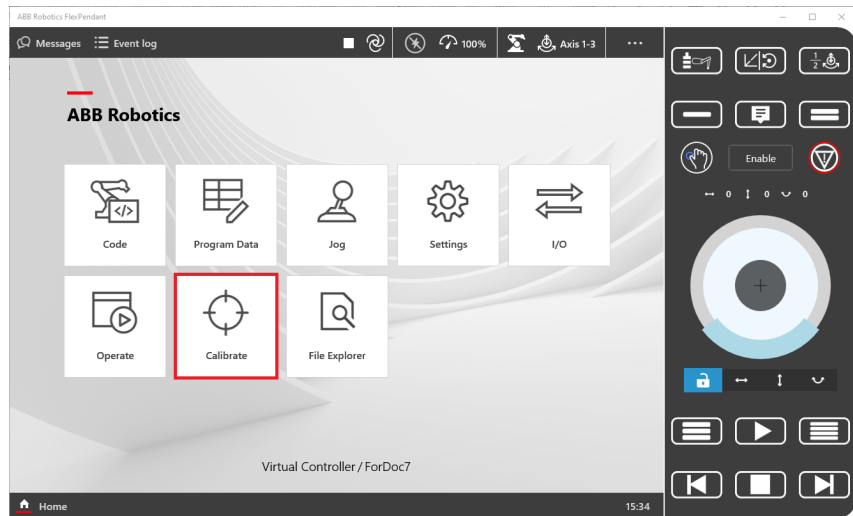 ABB Robotics FlexPendant
Messages Event log 100% Axis 1-3 ...
ABB Robotics
Code Program Data Jog Settings I/O
Operate Calibrate File Explorer
Virtual Controller / ForDoc7
Home 15:34
1
2
Enable
0 0 0